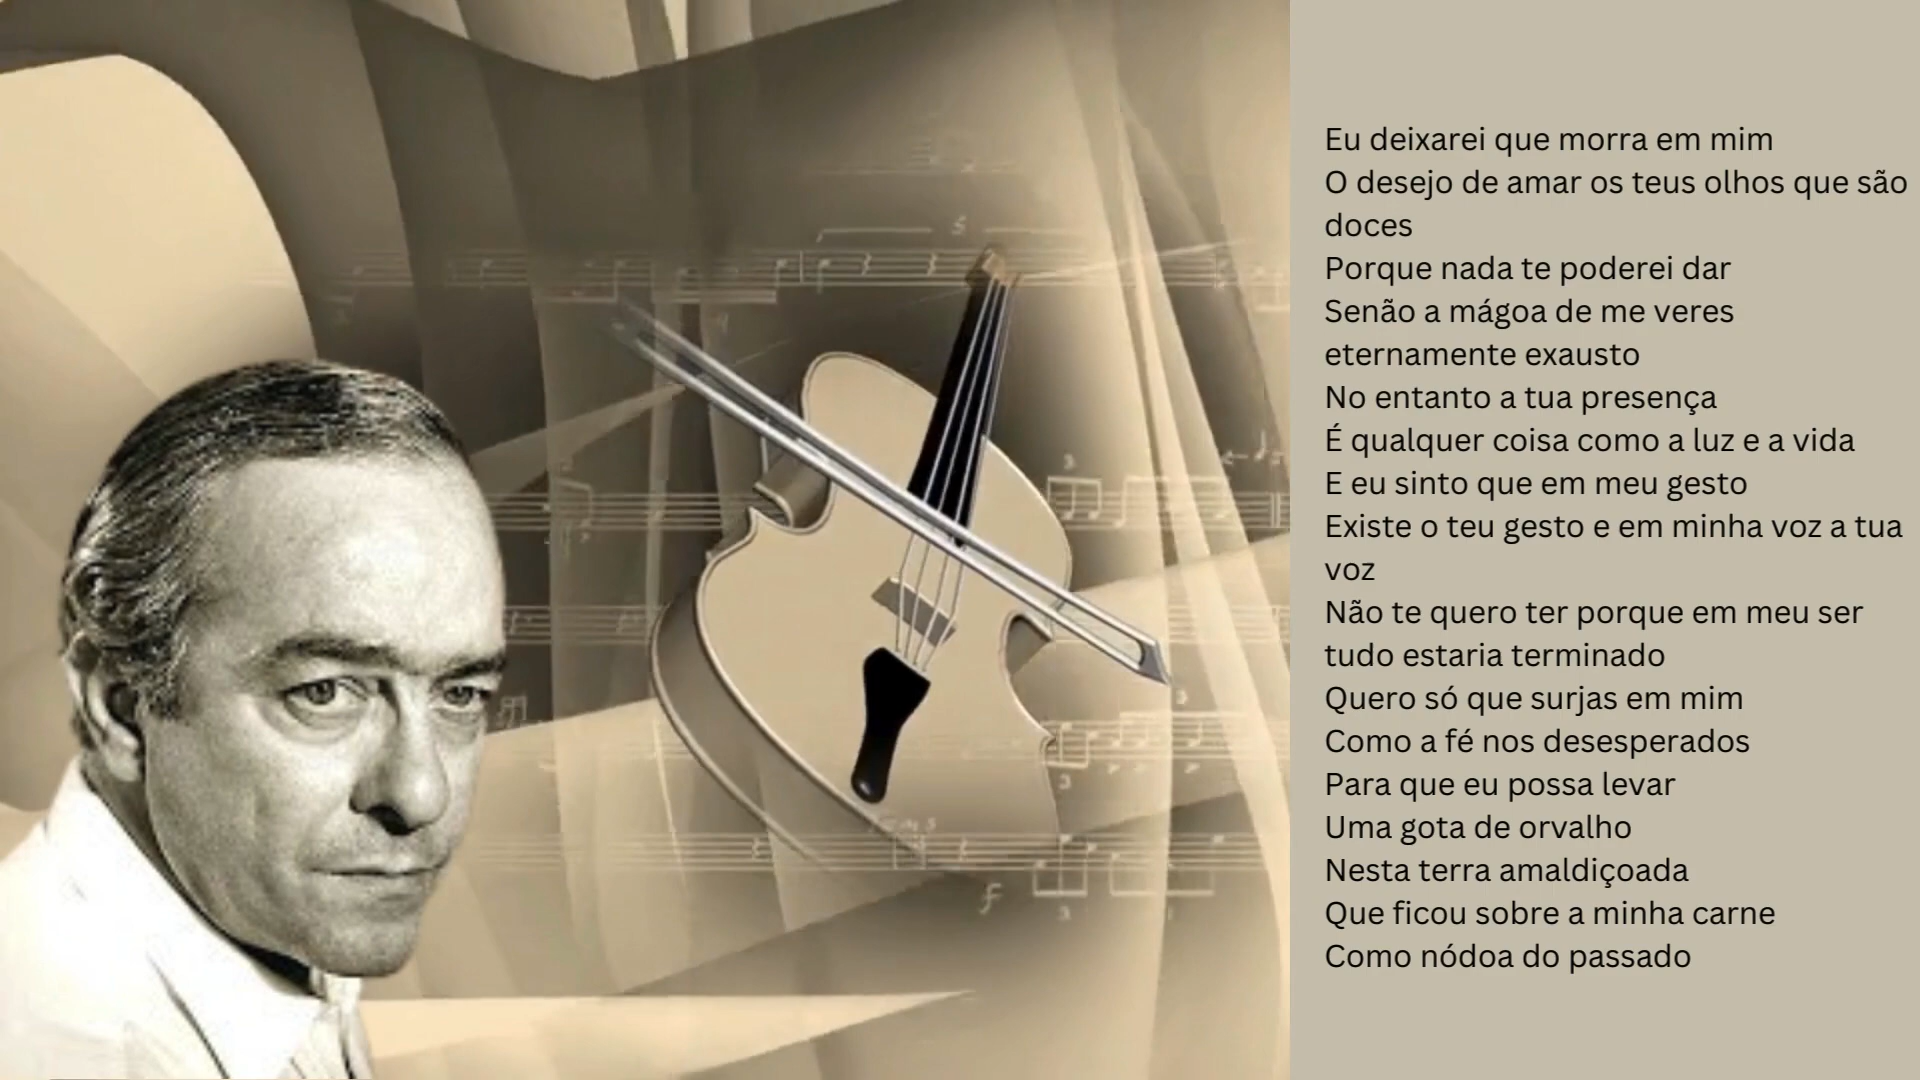 Eu deixarei que morra em mim
O desejo de amar os teus olhos que são
doces
Porque nada te poderei dar
Senão a mágoa de me veres
eternamente exausto
No entanto a tua presença
É qualquer coisa como a luz e a vida
E eu sinto que em meu gesto
Existe o teu gesto e em minha voz a tua
voz
Não te quero ter porque em meu ser
tudo estaria terminado
Quero só que surjas em mim
Como a fé nos desesperados
Para que eu possa levar
Uma gota de orvalho
Nesta terra amaldiçoada
Que ficou sobre a minha carne
Como nódoa do passado